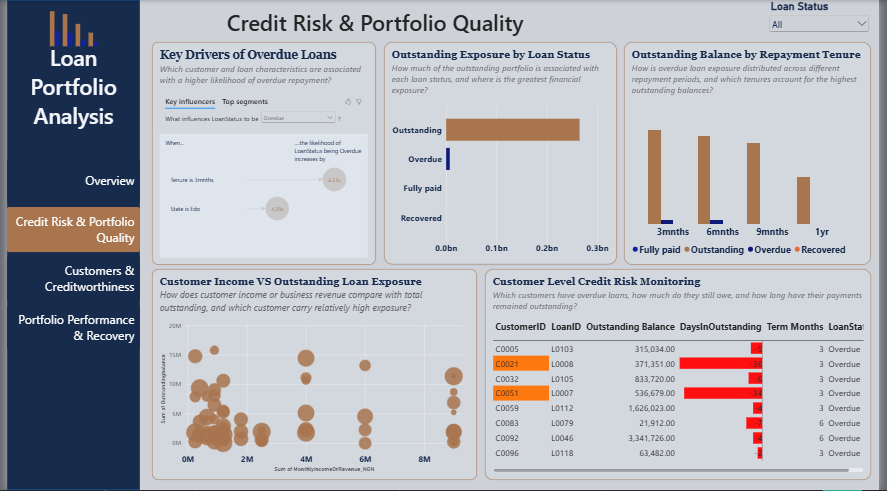 Loan
Portfolio
Analysis
Overview
Credit Risk & Portfolio
Quality
Customers &
Creditworthiness
Portfolio Performance
& Recovery
Credit Risk & Portfolio Quality
Loan Status
All
Key Drivers of Overdue Loans
Which customer and loan characteristics are associated
with a higher likelihood of overdue repayment?
Key influencers Top segments
What influences LoanStatus to be Overdue ?
When...
...the likelihood of
LoanStatus being Overdue
increases by
Tenure is 3mnths
State is Edo
Outstanding Exposure by Loan Status
How much of the outstanding portfolio is associated with
each loan status, and where is the greatest financial
exposure?
Outstanding
Overdue
Fully paid
Recovered
0.0bn 0.1bn 0.2bn 0.3bn
Outstanding Balance by Repayment Tenure
How is overdue loan exposure distributed across different
repayment periods, and which tenures account for the highest
outstanding balances?
3mnths 6mnths 9mnths 1yr
Fully paid Outstanding Overdue Recovered
Customer Income VS Outstanding Loan Exposure
How does customer income or business revenue compare with total
outstanding, and which customer carry relatively high exposure?
Sum of Outstandingbalance
20M
15M
10M
5M
0M
0M 2M 4M 6M 8M
Sum of MonthlyIncomeOrRevenue_NGN
Customer Level Credit Risk Monitoring
Which customers have overdue loans, how much do they still owe, and how long have their payments
remained outstanding?
CustomerID LoanID Outstanding Balance DaysInOutstanding Term Months LoanSta
C0005 L0103 315,034.00 3 Overdue
C0021 L0008 371,351.00 3 Overdue
C0032 L0105 833,720.00 3 Overdue
C0051 L0007 536,679.00 3 Overdue
C0059 L0112 1,626,023.00 3 Overdue
C0083 L0079 21,912.00 6 Overdue
C0092 L0046 3,341,726.00 6 Overdue
C0096 L0118 63,482.00 3 Overdue